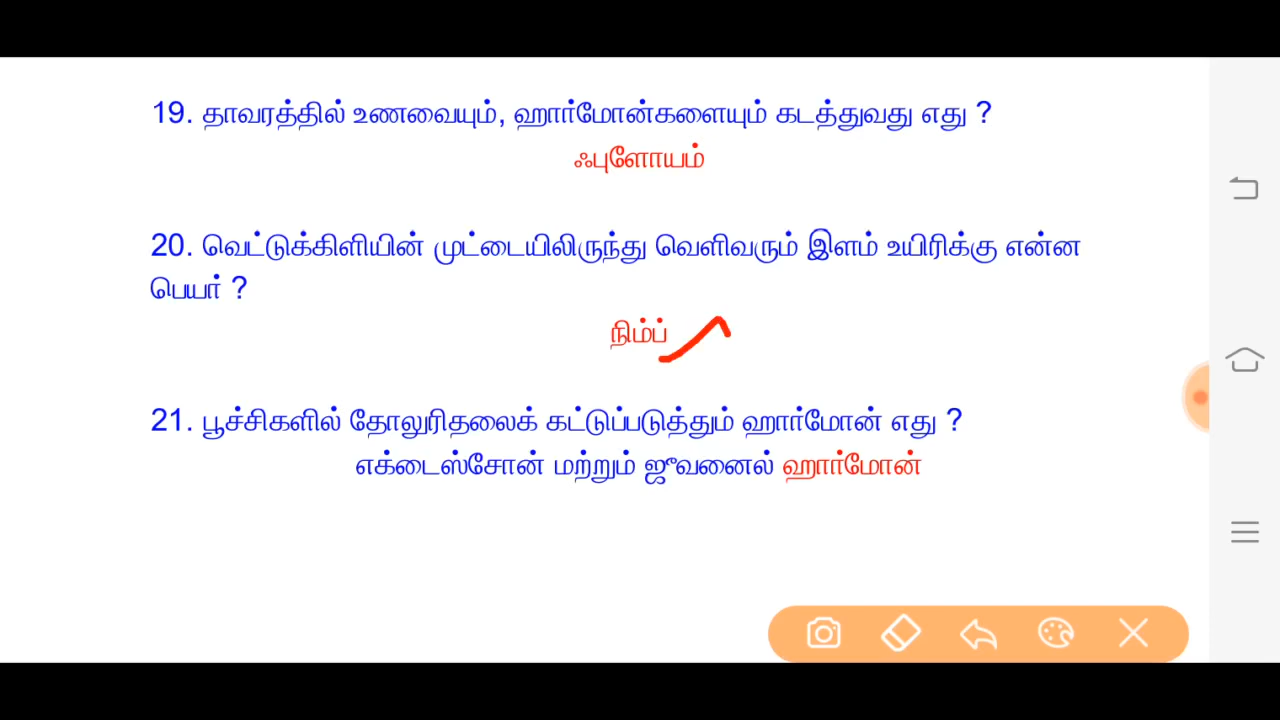 19. தாவரத்தில் உணவையும், ஹார்மோன்களையும் கடத்துவது எது ?
ஃபுளோயம்
20. வெட்டுக்கிளியின் முட்டையிலிருந்து வெளிவரும் இளம் உயிரிக்கு என்ன
பெயர் ?
நிம்ப்
21. பூச்சிகளில் தோலுரிதலைக் கட்டுப்படுத்தும் ஹார்மோன் எது ?
எக்டைஸ்சோன் மற்றும் ஜுவனைல் ஹார்மோன்